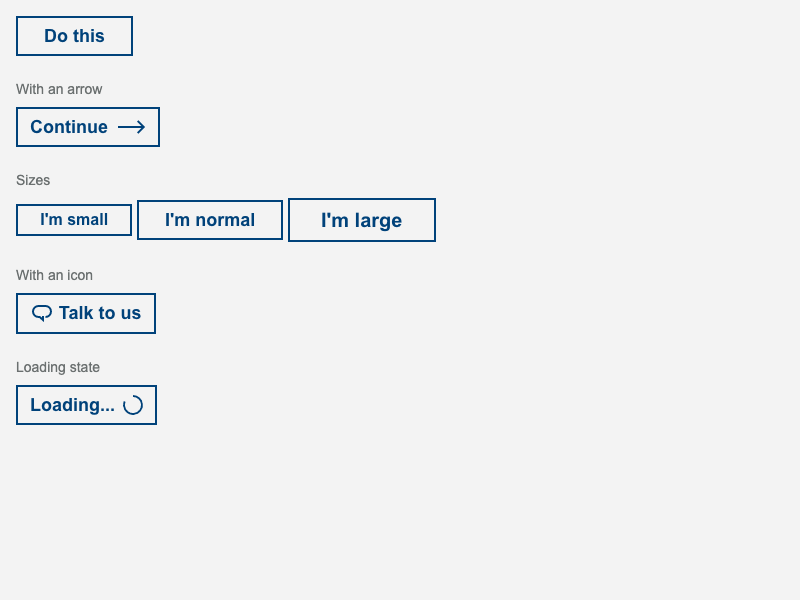 Do this
With an arrow
Continue
Sizes
I'm small I'm normal I'm large
With an icon
Talk to us
Loading state
Loading...